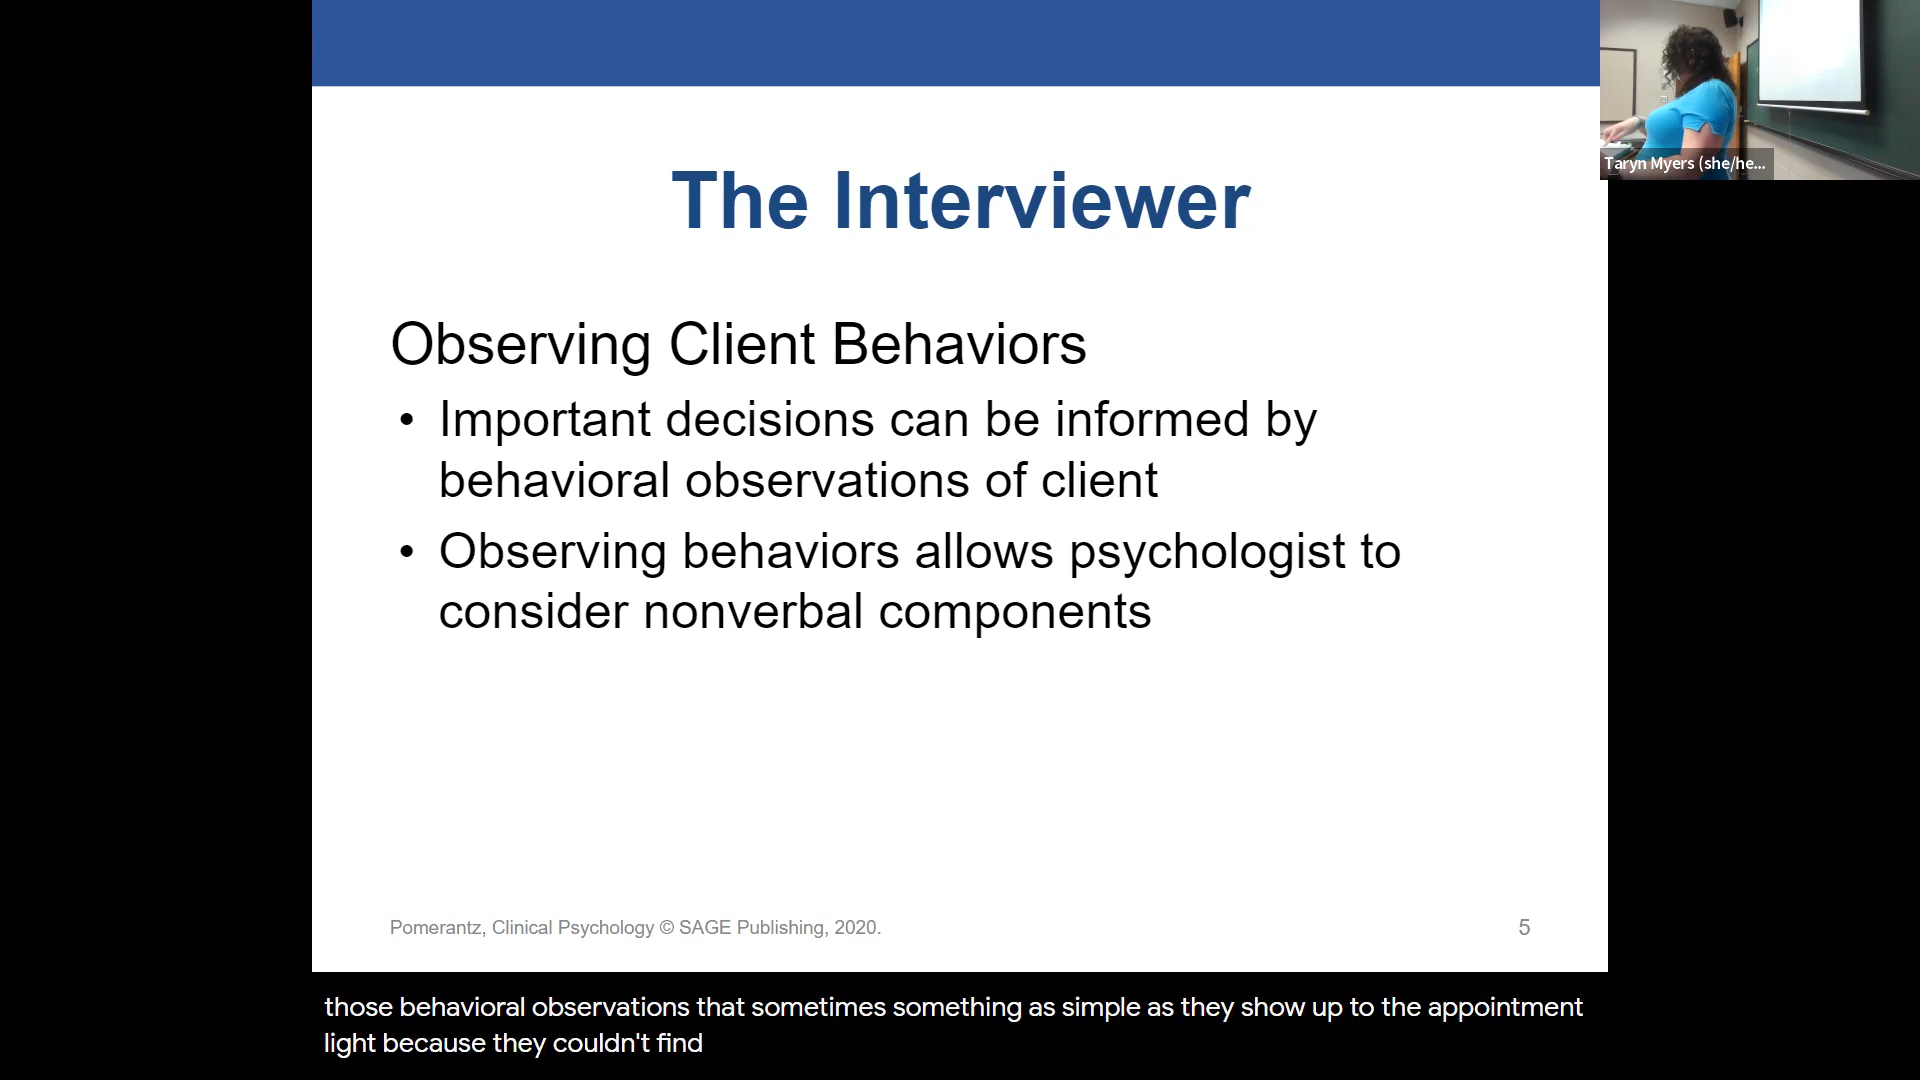 Taryn Myers (she/he...
The Interviewer
Observing Client Behaviors
• Important decisions can be informed by
behavioral observations of client
• Observing behaviors allows psychologist to
consider nonverbal components
Pomerantz, Clinical Psychology © SAGE Publishing, 2020.
5
those behavioral observations that sometimes something as simple as they show up to the appointment
light because they couldn't find